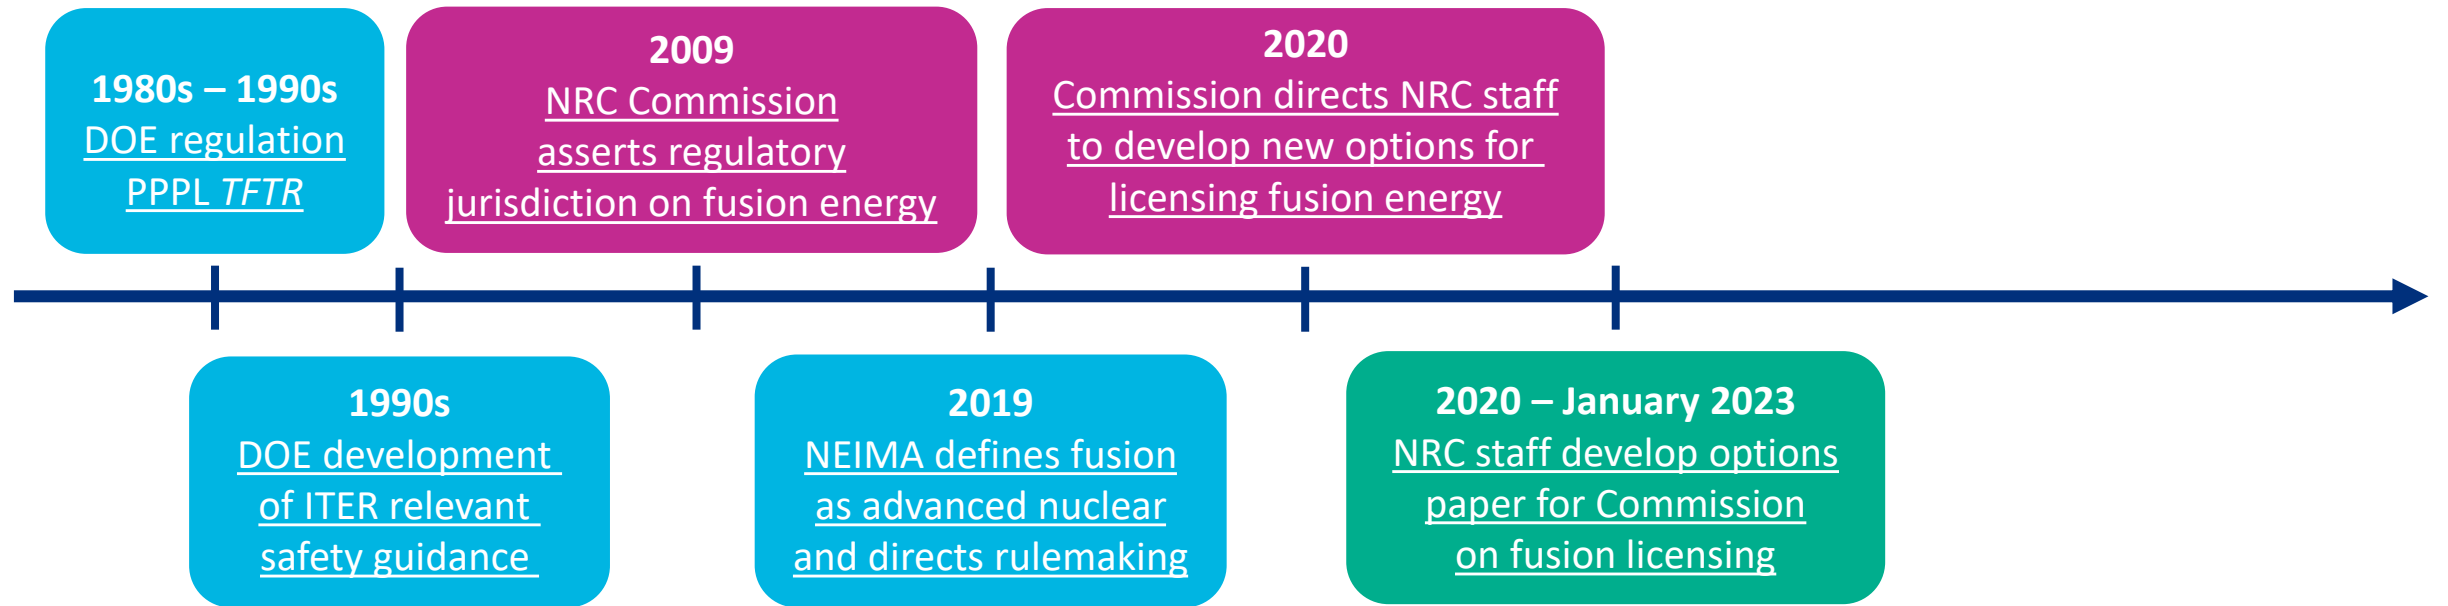 1980s – 1990s
DOE regulation
PPPL TFTR
2009
NRC Commission
asserts regulatory
jurisdiction on fusion energy
2020
Commission directs NRC staff
to develop new options for
licensing fusion energy
1990s
DOE development
of ITER relevant
safety guidance
2019
NEIMA defines fusion
as advanced nuclear
and directs rulemaking
2020 – January 2023
NRC staff develop options
paper for Commission
on fusion licensing